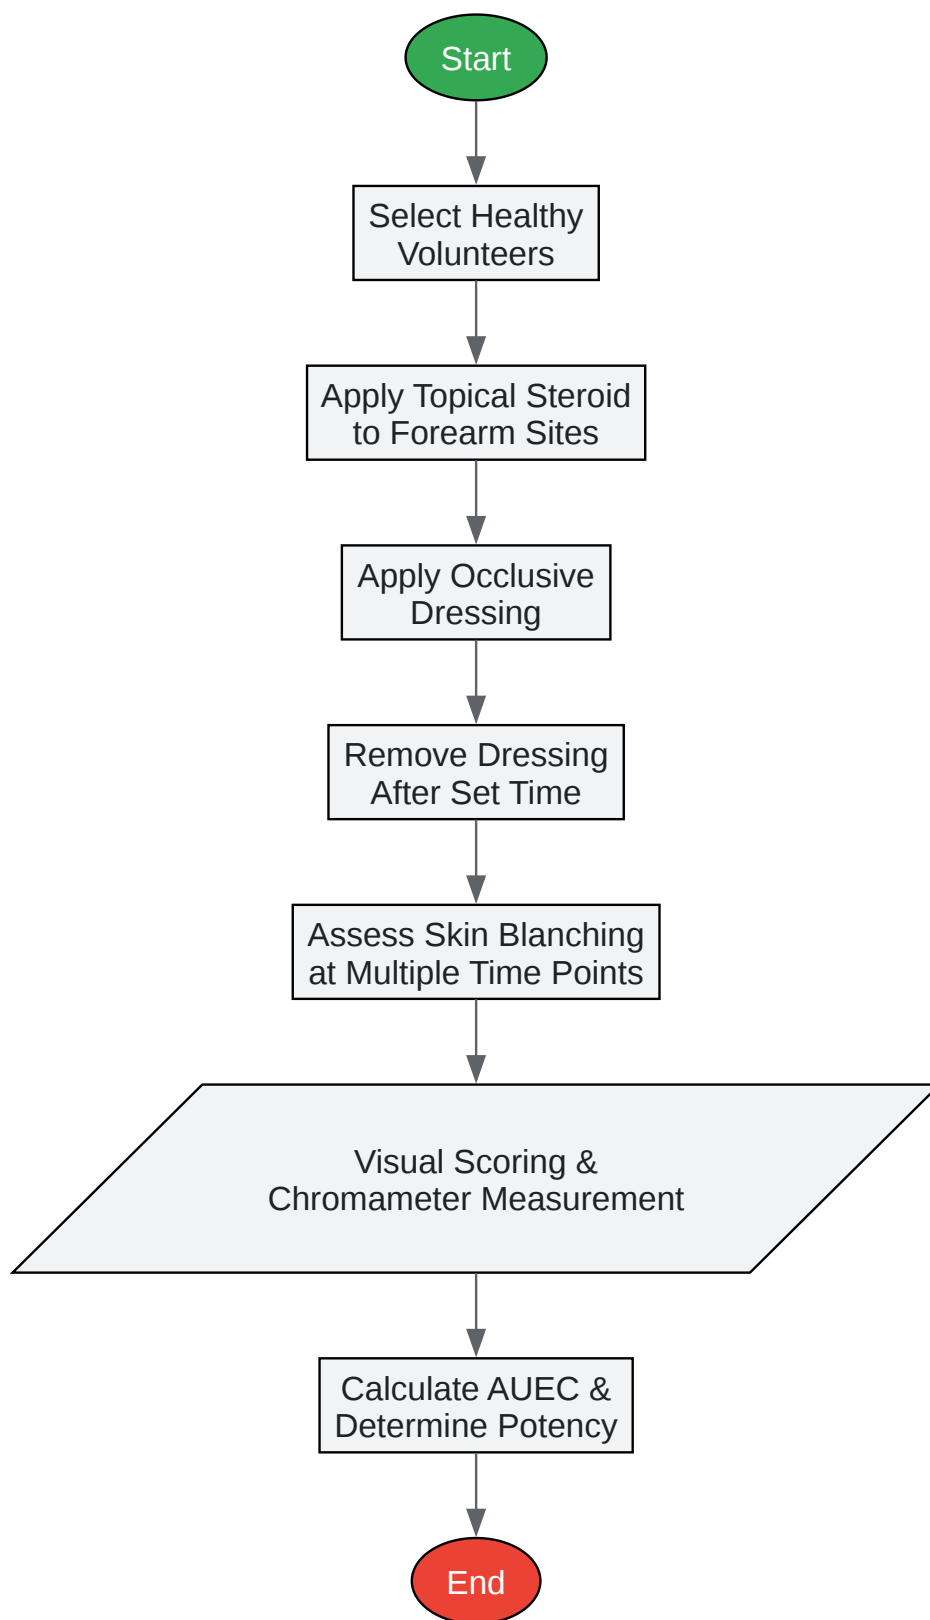 Start
Select Healthy
Volunteers
Apply Topical Steroid
to Forearm Sites
Apply Occlusive
Dressing
Remove Dressing
After Set Time
Assess Skin Blanching
at Multiple Time Points
Visual Scoring &
Chromameter Measurement
Calculate AUEC &
Determine Potency
End